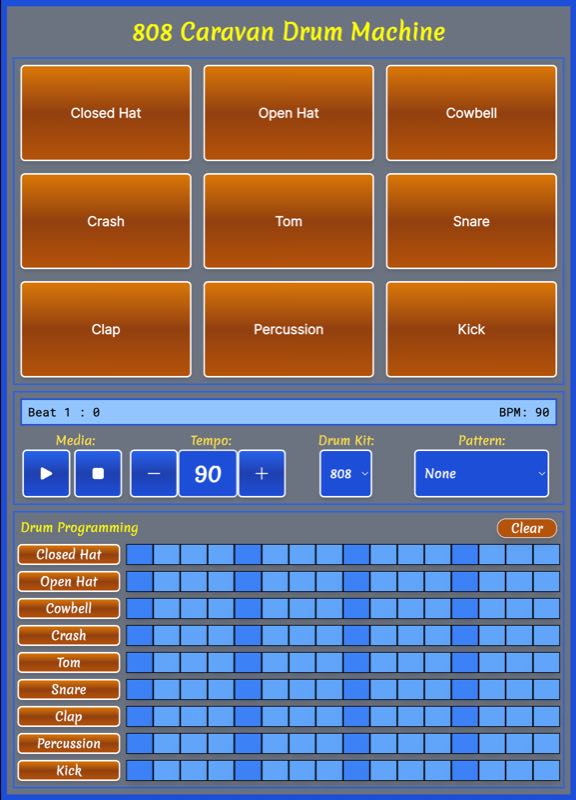 808 Caravan Drum Machine
Closed Hat Open Hat Cowbell
Crash Tom Snare
Clap Percussion Kick
Beat 1 : 0 BPM: 90
Media: Tempo: Drum Kit: Pattern:
− 90 + 808 None
Drum Programming Clear
Closed Hat
Open Hat
Cowbell
Crash
Tom
Snare
Clap
Percussion
Kick